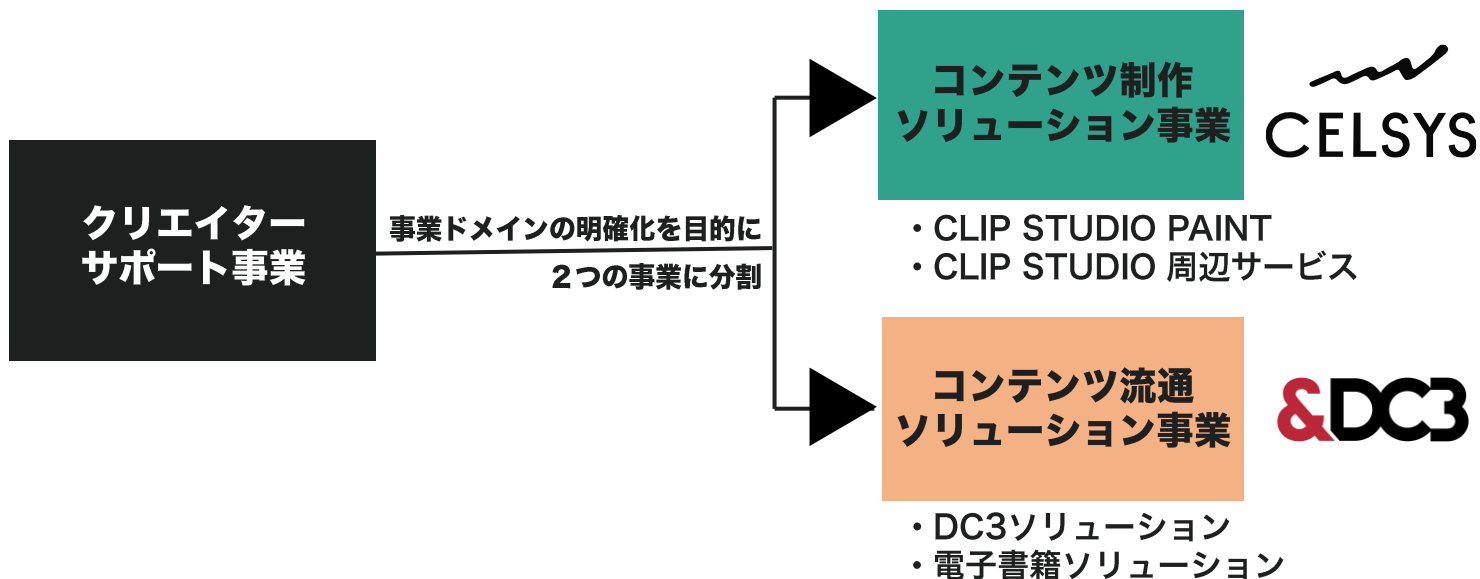 クリエイター
サポート事業
事業ドメインの明確化を目的に
2つの事業に分割
コンテンツ制作
ソリューション事業
CELSYS
・CLIP STUDIO PAINT
・CLIP STUDIO 周辺サービス
コンテンツ流通
ソリューション事業
&DC3
・DC3ソリューション
・電子書籍ソリューション